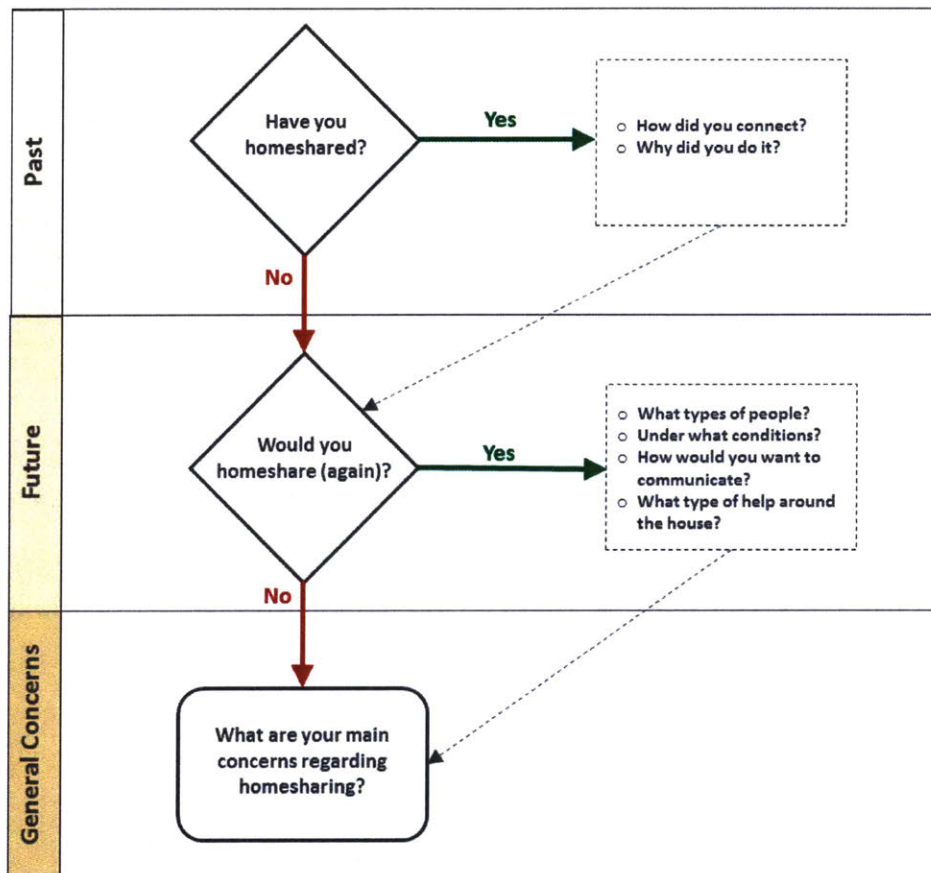 Past
Have you
homeshared?
Yes
○ How did you connect?
○ Why did you do it?
No
Future
Would you
homeshare (again)?
Yes
○ What types of people?
○ Under what conditions?
○ How would you want to
communicate?
○ What type of help around
the house?
No
General Concerns
What are your main
concerns regarding
homesharing?